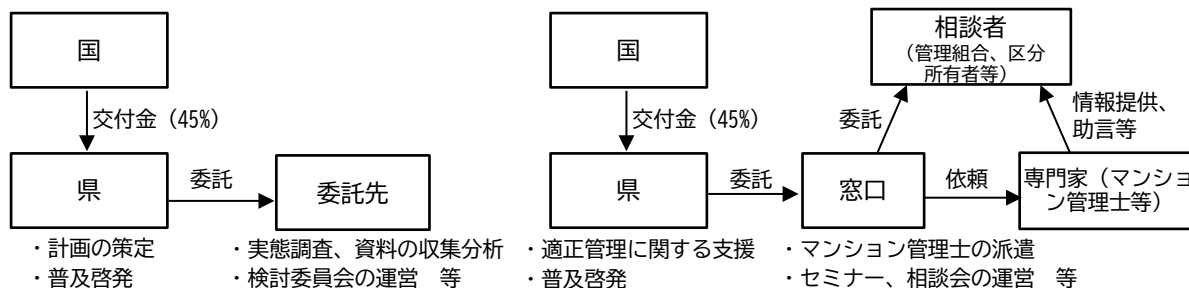 国
交付金（45%）
県
委託
委託先
・計画の策定
・普及啓発
・実態調査、資料の収集分析
・検討委員会の運営　等
国
交付金（45%）
県
委託
窓口
委託
相談者
（管理組合、区分
所有者等）
依頼
情報提供、
助言等
専門家（マンショ
ン管理士等）
・適正管理に関する支援
・普及啓発
・マンション管理士の派遣
・セミナー、相談会の運営　等